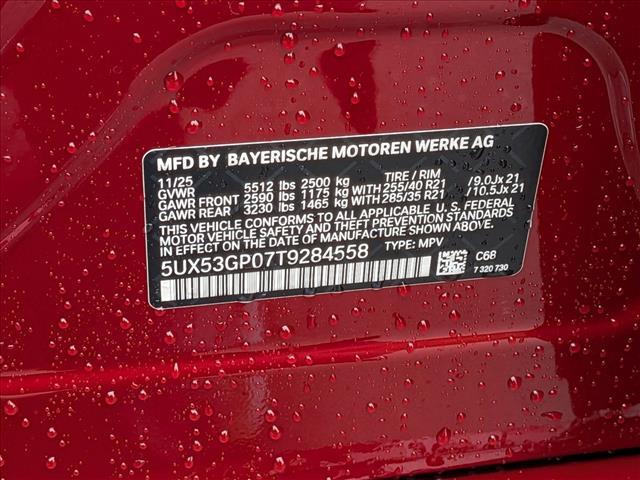 MFD BY BAYERISCHE MOTOREN WERKE AG
11/25 TIRE / RIM
GVWR 5512 lbs 2500 kg
GAWR FRONT 2590 lbs 1175 kg WITH 255/40 R21 /9.0Jx 21
GAWR REAR 3230 lbs 1465 kg WITH 285/35 R21 /10.5Jx 21
THIS VEHICLE CONFORMS TO ALL APPLICABLE U.S. FEDERAL
MOTOR VEHICLE SAFETY AND THEFT PREVENTION STANDARDS
IN EFFECT ON THE DATE OF MANUFACTURE SHOWN ABOVE.
5UX53GP07T9284558 TYPE: MPV
C68
7 320 730